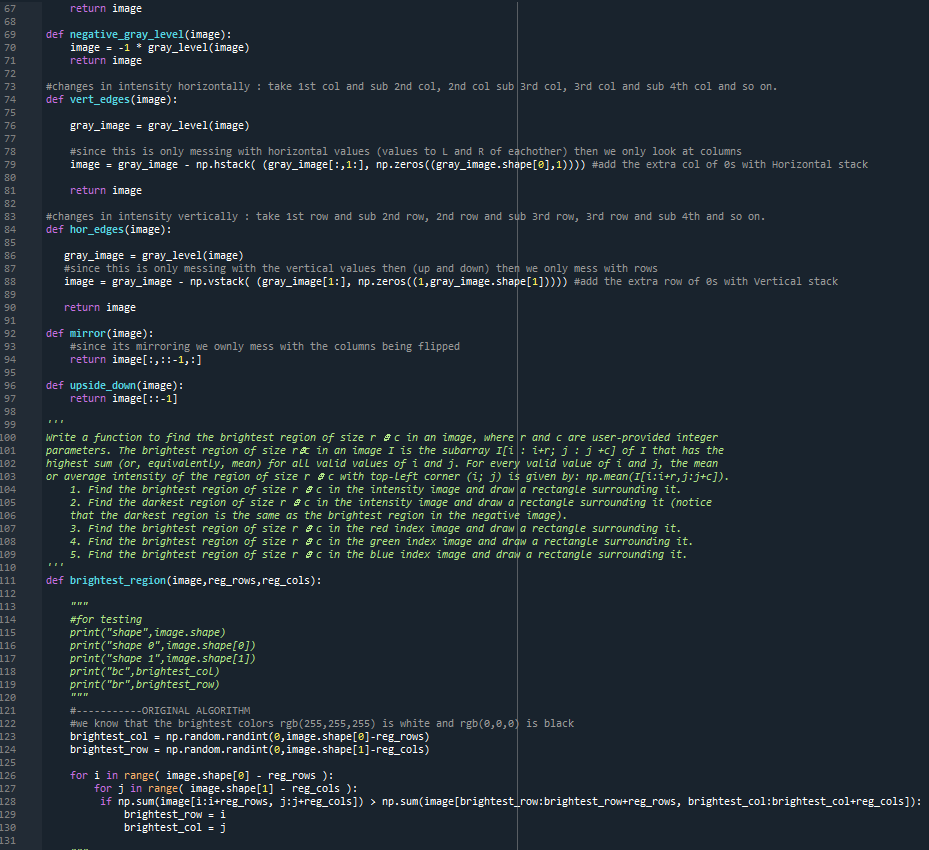 67 return image
68
69 def negative_gray_level(image):
70 image = -1 * gray_level(image)
71 return image
72
73 #changes in intensity horizontally : take 1st col and sub 2nd col, 2nd col sub 3rd col, 3rd col and sub 4th col and so on.
74 def vert_edges(image):
75
76 gray_image = gray_level(image)
77
78 #since this is only messing with horizontal values (values to L and R of eachother) then we only look at columns
79 image = gray_image - np.hstack( (gray_image[:,1:], np.zeros((gray_image.shape[0],1)))) #add the extra col of 0s with Horizontal stack
80
81 return image
82
83 #changes in intensity vertically : take 1st row and sub 2nd row, 2nd row and sub 3rd row, 3rd row and sub 4th and so on.
84 def hor_edges(image):
85
86 gray_image = gray_level(image)
87 #since this is only messing with the vertical values then (up and down) then we only mess with rows
88 image = gray_image - np.vstack( (gray_image[1:], np.zeros((1,gray_image.shape[1])))) #add the extra row of 0s with Vertical stack
89
90 return image
91
92 def mirror(image):
93 #since its mirroring we ownly mess with the columns being flipped
94 return image[:,::-1,:]
95
96 def upside_down(image):
97 return image[::-1]
98
99 '''
100 Write a function to find the brightest region of size r c in an image, where r and c are user-provided integer
101 parameters. The brightest region of size r c in an image I is the subarray I[i : i+r; j : j +c] of I that has the
102 highest sum (or, equivalently, mean) for all valid values of i and j. For every valid value of i and j, the mean
103 or average intensity of the region of size r c with top-left corner (i; j) is given by: np.mean(I[i:i+r,j:j+c]).
104 1. Find the brightest region of size r c in the intensity image and draw a rectangle surrounding it.
105 2. Find the darkest region of size r c in the intensity image and draw a rectangle surrounding it (notice
106 that the darkest region is the same as the brightest region in the negative image).
107 3. Find the brightest region of size r c in the red index image and draw a rectangle surrounding it.
108 4. Find the brightest region of size r c in the green index image and draw a rectangle surrounding it.
109 5. Find the brightest region of size r c in the blue index image and draw a rectangle surrounding it.
110 '''
111 def brightest_region(image,reg_rows,reg_cols):
112
113 """
114 #for testing
115 print("shape",image.shape)
116 print("shape 0",image.shape[0])
117 print("shape 1",image.shape[1])
118 print("bc",brightest_col)
119 print("br",brightest_row)
120 """
121 #-----------ORIGINAL ALGORITHM
122 #we know that the brightest colors rgb(255,255,255) is white and rgb(0,0,0) is black
123 brightest_col = np.random.randint(0,image.shape[0]-reg_rows)
124 brightest_row = np.random.randint(0,image.shape[1]-reg_cols)
125
126 for i in range( image.shape[0] - reg_rows ):
127 for j in range( image.shape[1] - reg_cols ):
128 if np.sum(image[i:i+reg_rows, j:j+reg_cols]) > np.sum(image[brightest_row:brightest_row+reg_rows, brightest_col:brightest_col+reg_cols]):
129 brightest_row = i
130 brightest_col = j
131